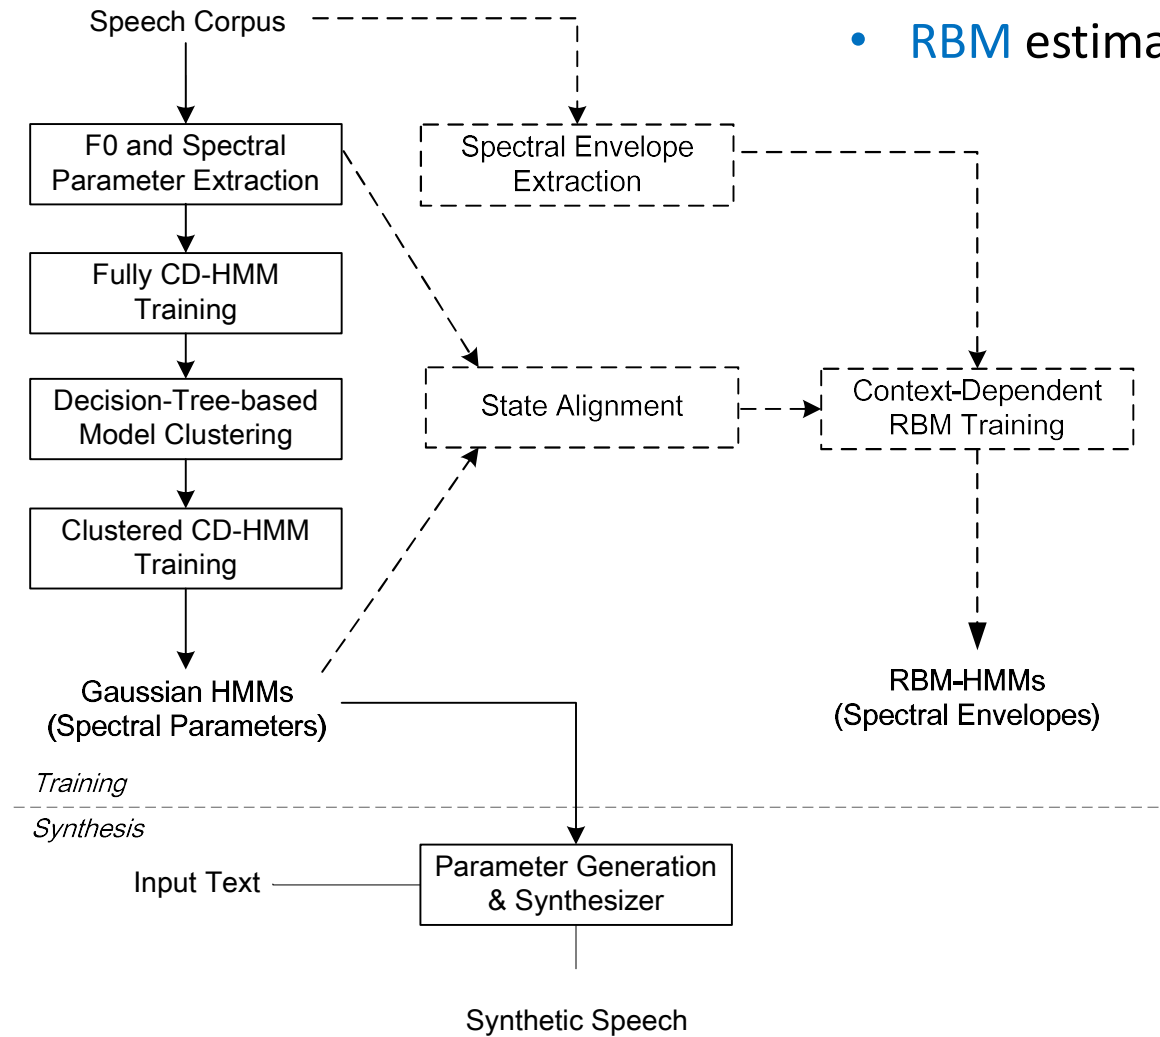 Speech Corpus
• RBM estima
F0 and Spectral
Parameter Extraction
Spectral Envelope
Extraction
Fully CD-HMM
Training
Decision-Tree-based
Model Clustering
State Alignment
Context-Dependent
RBM Training
Clustered CD-HMM
Training
Gaussian HMMs
(Spectral Parameters)
RBM-HMMs
(Spectral Envelopes)
Training
Synthesis
Input Text
Parameter Generation
& Synthesizer
Synthetic Speech